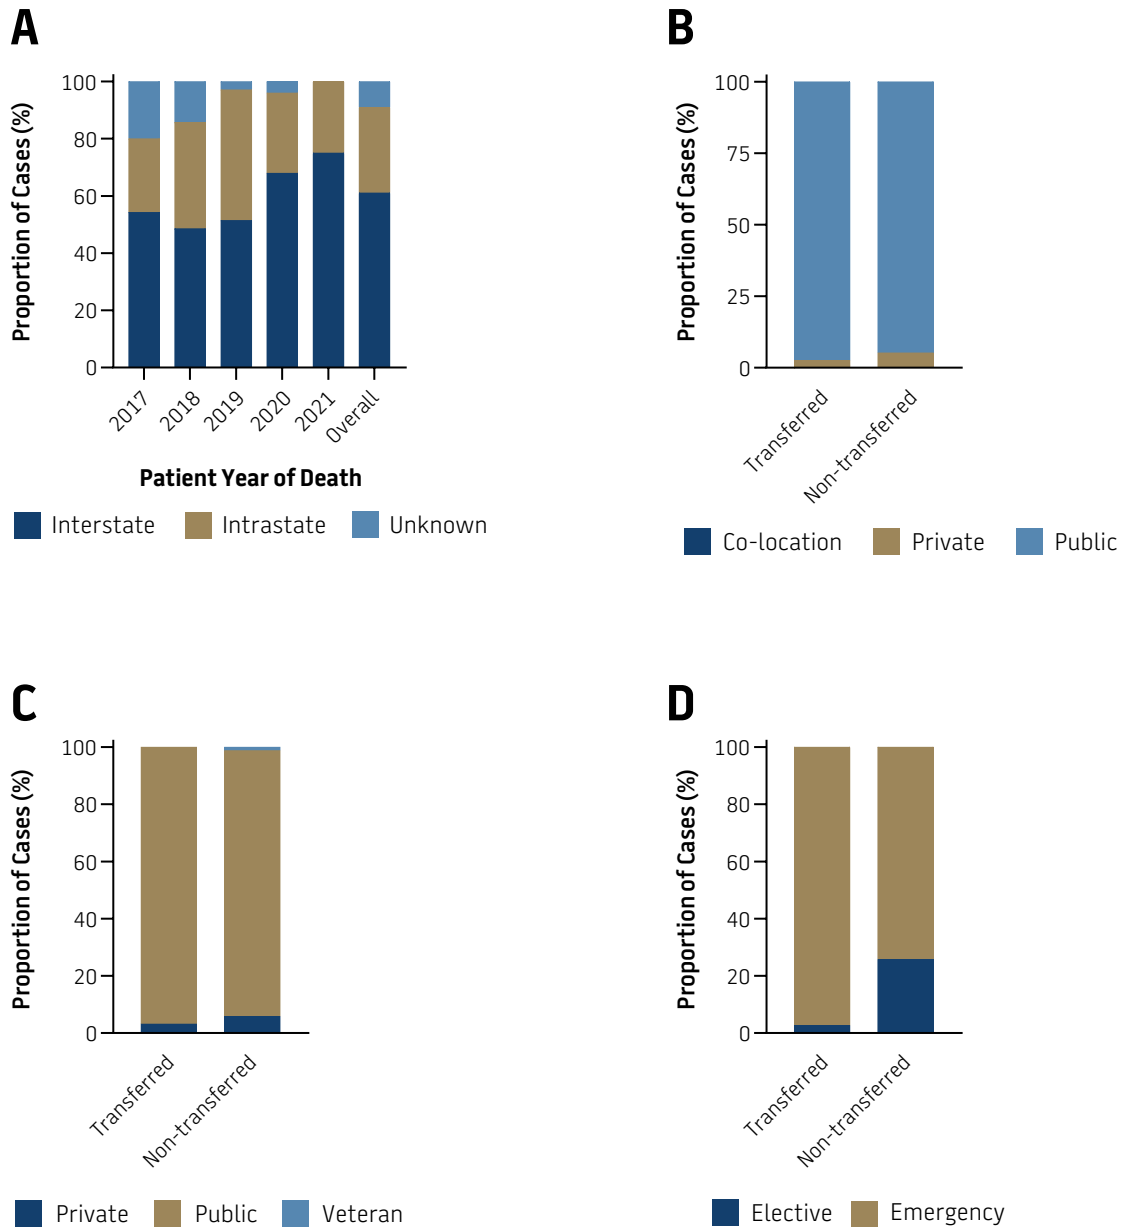 A
Proportion of Cases (%)
100
80
60
40
20
0
2017
2018
2019
2020
2021
Overall
Patient Year of Death
Interstate
Intrastate
Unknown
B
Proportion of Cases (%)
100
75
50
25
0
Transferred
Non-transferred
Co-location
Private
Public
C
Proportion of Cases (%)
100
80
60
40
20
0
Transferred
Non-transferred
Private
Public
Veteran
D
Proportion of Cases (%)
100
80
60
40
20
0
Transferred
Non-transferred
Elective
Emergency